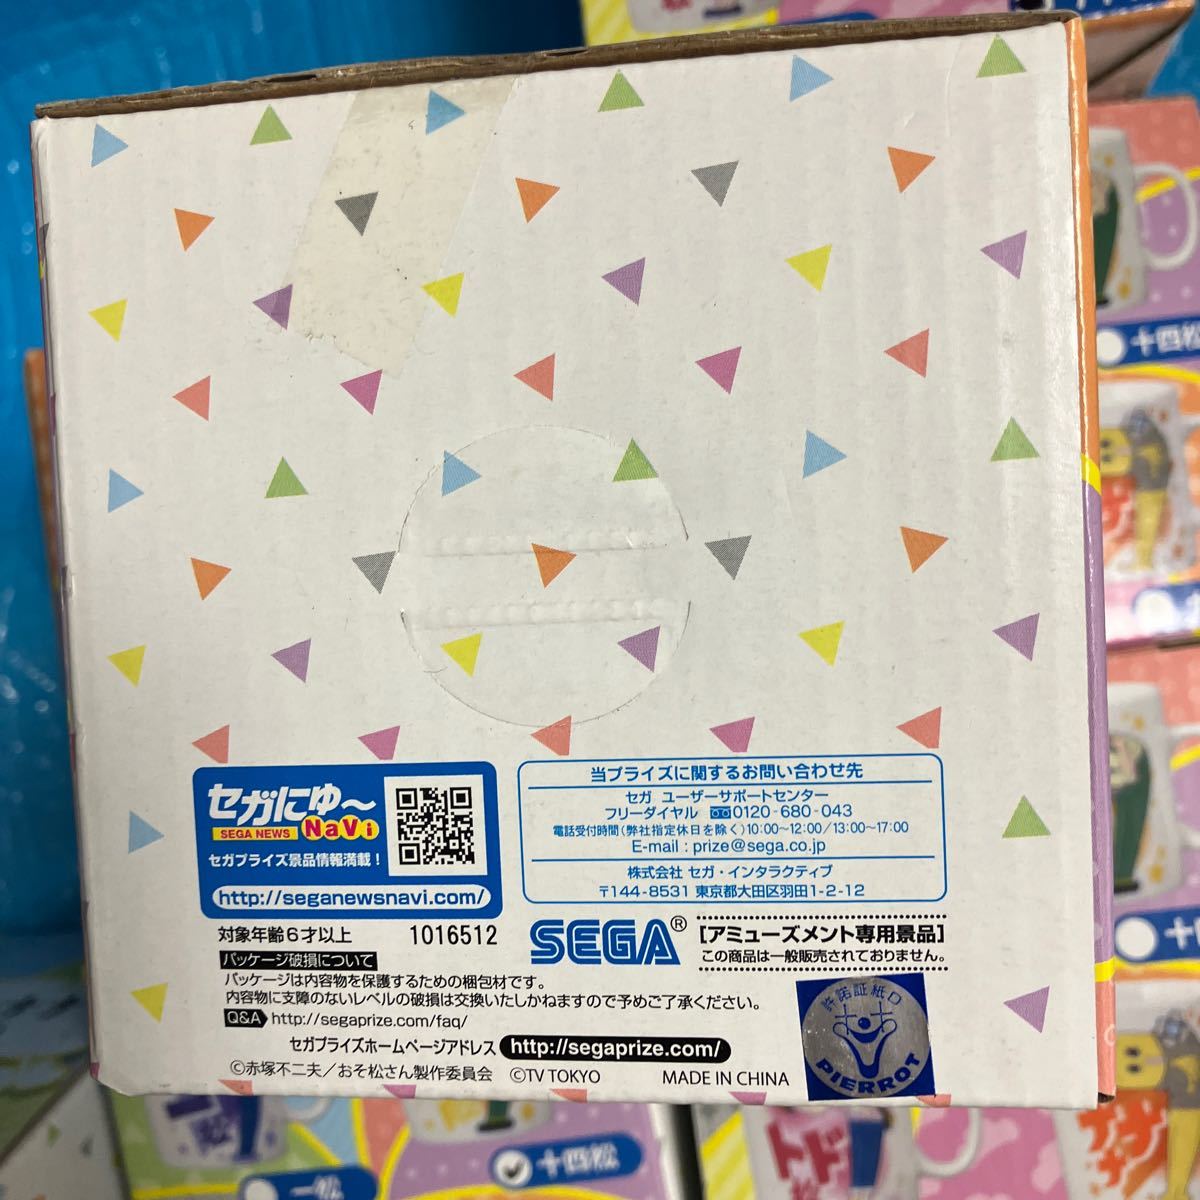 セガにゅ〜
SEGA NEWS NaVi
セガプライズ景品情報満載!
http://seganewsnavi.com/
当プライズに関するお問い合わせ先
セガ ユーザーサポートセンター
フリーダイヤル 0120-680-043
電話受付時間(弊社指定休日を除く)10:00~12:00/13:00~17:00
E-mail : prize@sega.co.jp
株式会社 セガ・インタラクティブ
〒144-8531 東京都大田区羽田1-2-12
対象年齢6才以上 1016512
SEGA®
[アミューズメント専用景品]
この商品は一般販売されておりません。
パッケージ破損について
パッケージは内容物を保護するための梱包材です。
内容物に支障のないレベルの破損は交換いたしかねますので予めご了承ください。
Q&A http://segaprize.com/faq/
セガプライズホームページアドレス http://segaprize.com/
©赤塚不二夫/おそ松さん製作委員会 ©TV TOKYO MADE IN CHINA
許諾証紙
PIERROT
十四松
十四
一松
十四松
トド